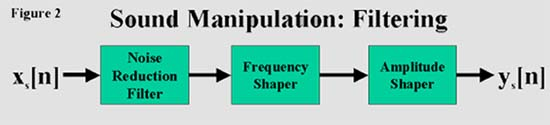 Figure 2
Sound Manipulation: Filtering
xs[n]
Noise
Reduction
Filter
Frequency
Shaper
Amplitude
Shaper
ys[n]